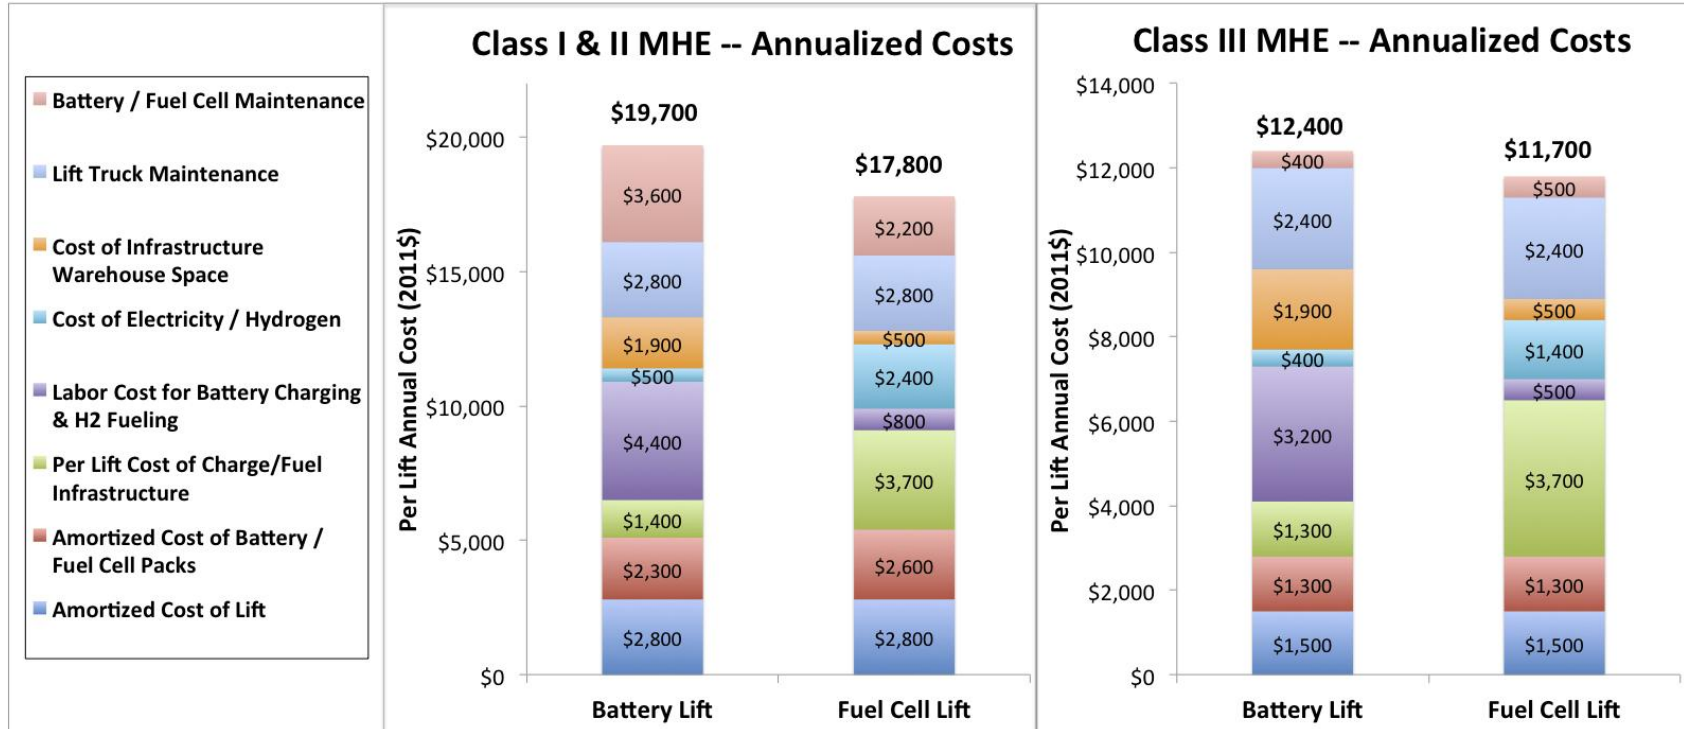 Battery / Fuel Cell Maintenance
Lift Truck Maintenance
Cost of Infrastructure
Warehouse Space
Cost of Electricity / Hydrogen
Labor Cost for Battery Charging
& H2 Fueling
Per Lift Cost of Charge/Fuel
Infrastructure
Amortized Cost of Battery /
Fuel Cell Packs
Amortized Cost of Lift
Class I & II MHE -- Annualized Costs
Per Lift Annual Cost (2011$)
$20,000
$15,000
$10,000
$5,000
$0
$19,700
$3,600
$2,800
$1,900
$500
$4,400
$1,400
$2,300
$2,800
Battery Lift
$17,800
$2,200
$2,800
$500
$2,400
$800
$3,700
$2,600
$2,800
Fuel Cell Lift
Class III MHE -- Annualized Costs
Per Lift Annual Cost (2011$)
$14,000
$12,000
$10,000
$8,000
$6,000
$4,000
$2,000
$0
$12,400
$400
$2,400
$1,900
$400
$3,200
$1,300
$1,300
$1,500
Battery Lift
$11,700
$500
$2,400
$500
$1,400
$500
$3,700
$1,300
$1,500
Fuel Cell Lift